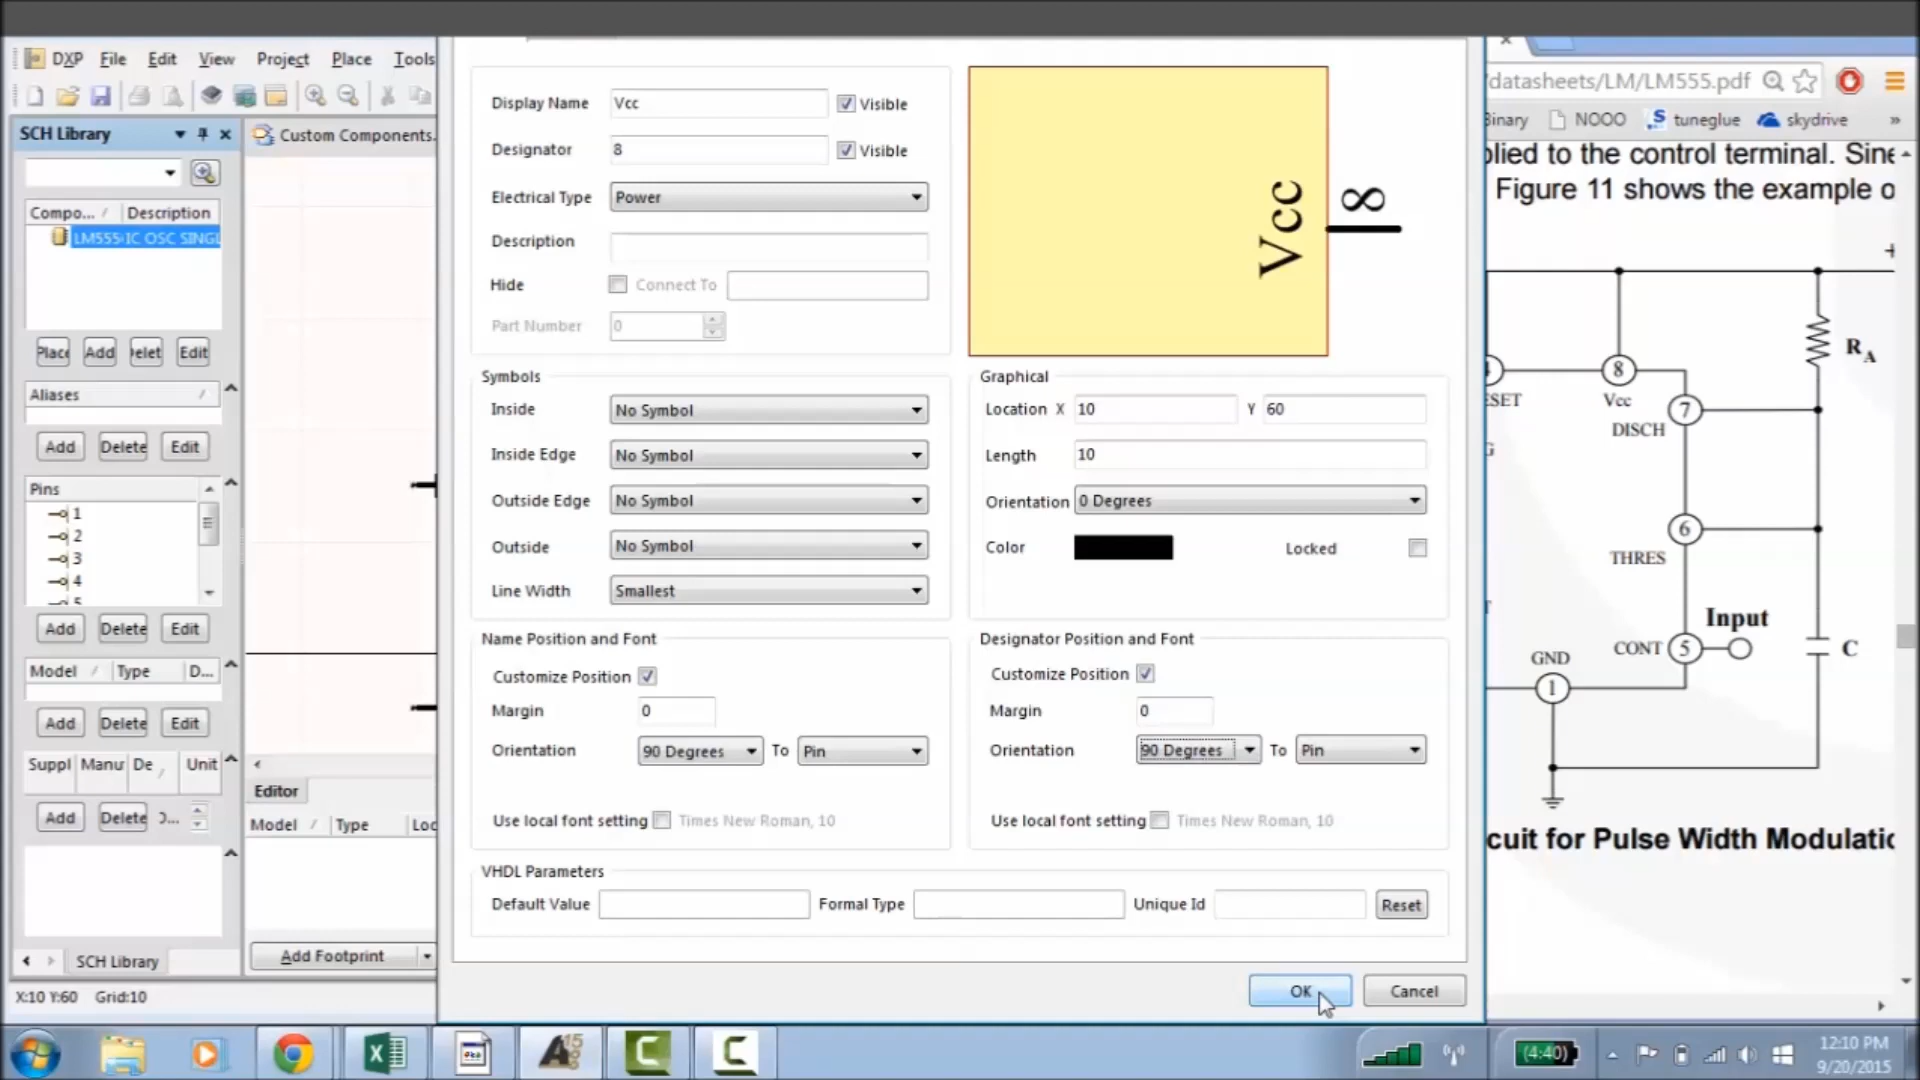 DXP File Edit View Project Place Tools
SCH Library
Custom Components.
Compo... / Description
LM555 IC OSC SINGL
Place Add Delet Edit
Aliases /
Add Delete Edit
Pins
1
2
3
4
5
Add Delete Edit
Model / Type D...
Add Delete Edit
Suppl Manu De / Unit
Add Delete
SCH Library
X:10 Y:60 Grid:10
Editor
Model / Type Loc
Add Footprint
Display Name Vcc Visible
Designator 8 Visible
Electrical Type Power
Description
Hide Connect To
Part Number 0
Vcc 8
Symbols
Inside No Symbol
Inside Edge No Symbol
Outside Edge No Symbol
Outside No Symbol
Line Width Smallest
Graphical
Location X 10 Y 60
Length 10
Orientation 0 Degrees
Color Locked
Name Position and Font
Customize Position
Margin 0
Orientation 90 Degrees To Pin
Use local font setting Times New Roman, 10
Designator Position and Font
Customize Position
Margin 0
Orientation 90 Degrees To Pin
Use local font setting Times New Roman, 10
VHDL Parameters
Default Value Formal Type Unique Id Reset
OK Cancel
/datasheets/LM/LM555.pdf
Binary NOOO tuneglue skydrive »
plied to the control terminal. Sine
Figure 11 shows the example o
+
RA
8
Vcc
ESET
7
DISCH
6
THRES
Input
CONT 5
C
GND
1
cuit for Pulse Width Modulatio
(4:40)
12:10 PM
9/20/2015